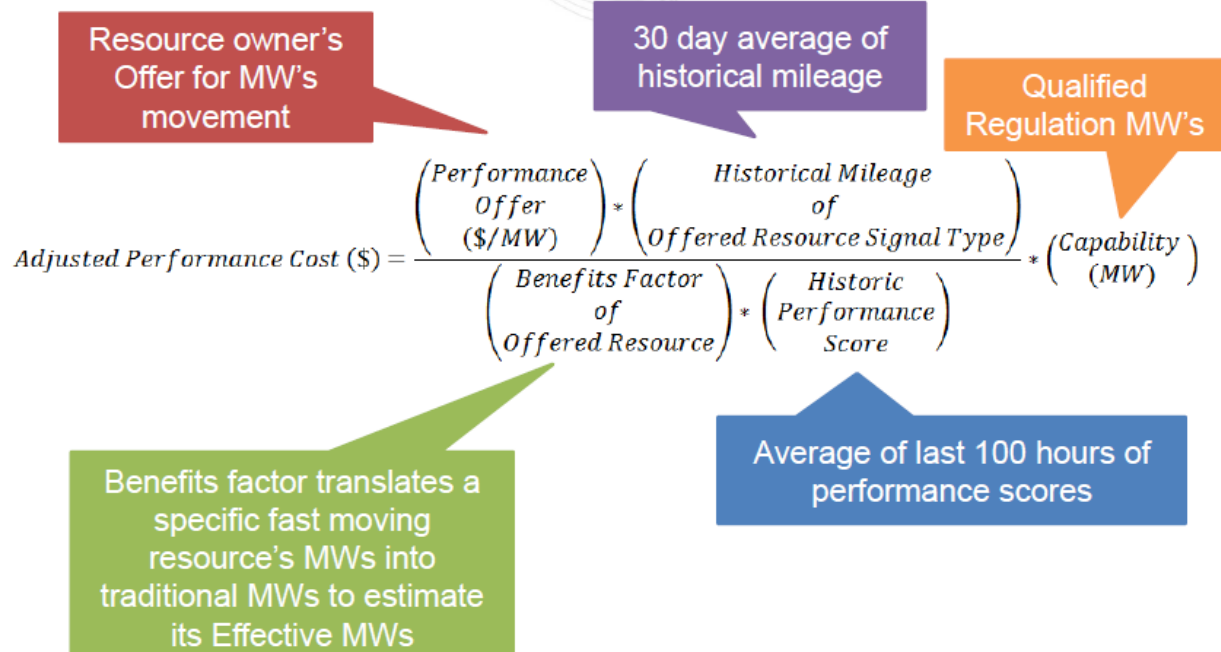 Resource owner's
Offer for MW's
movement
30 day average of
historical mileage
Qualified
Regulation MW's
Adjusted Performance Cost ($) =
(Performance
Offer
($/MW))
*
(Historical Mileage
of
Offered Resource Signal Type)
(Benefits Factor
of
Offered Resource)
*
(Historic
Performance
Score)
*
(Capability
(MW))
Benefits factor translates a
specific fast moving
resource's MWs into
traditional MWs to estimate
its Effective MWs
Average of last 100 hours of
performance scores